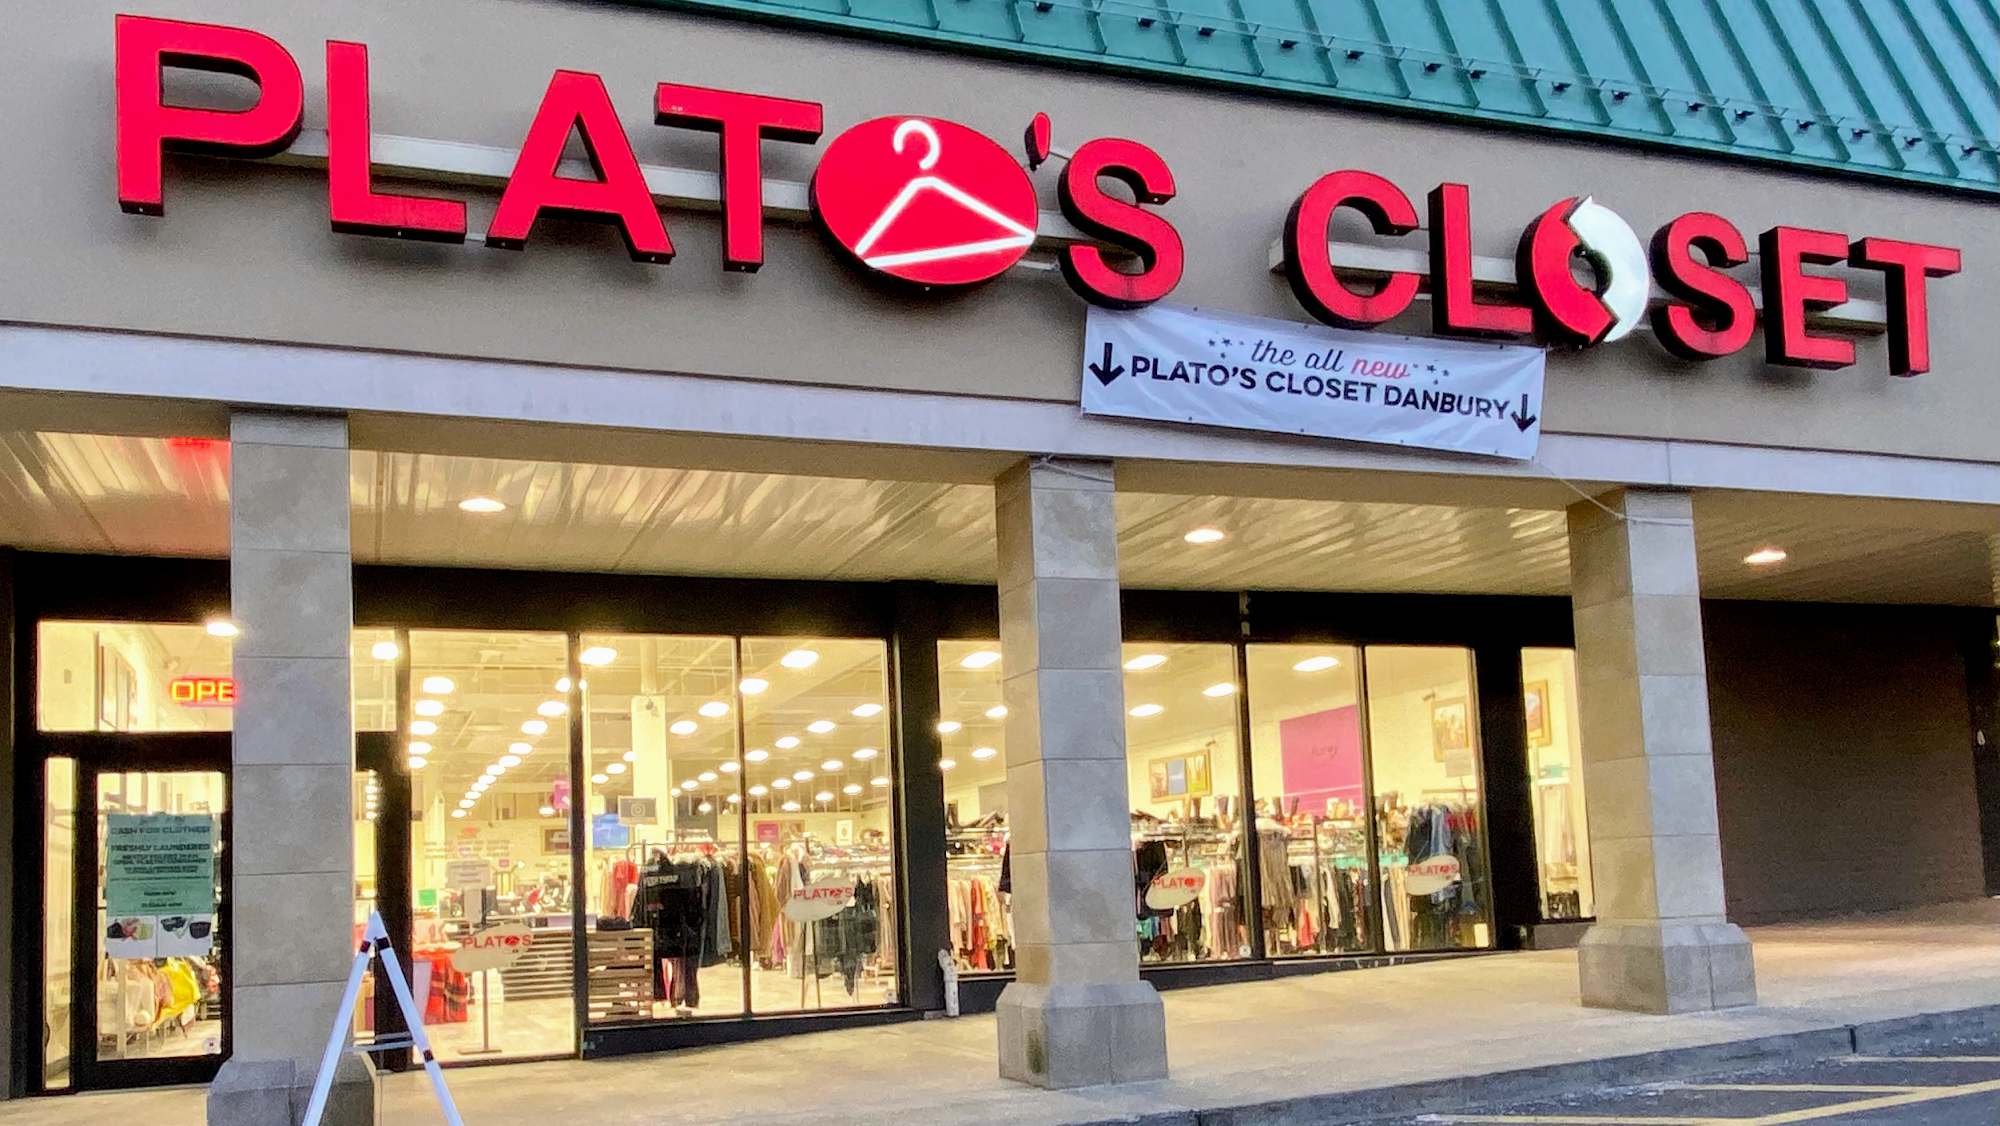 PLATO'S CLOSET
the all new
PLATO'S CLOSET DANBURY
OPE
CASH FOR CLOTHES!
FRESHLY LAUNDERED
PLATO'S
PLATO'S
PLATO'S
PLATO'S